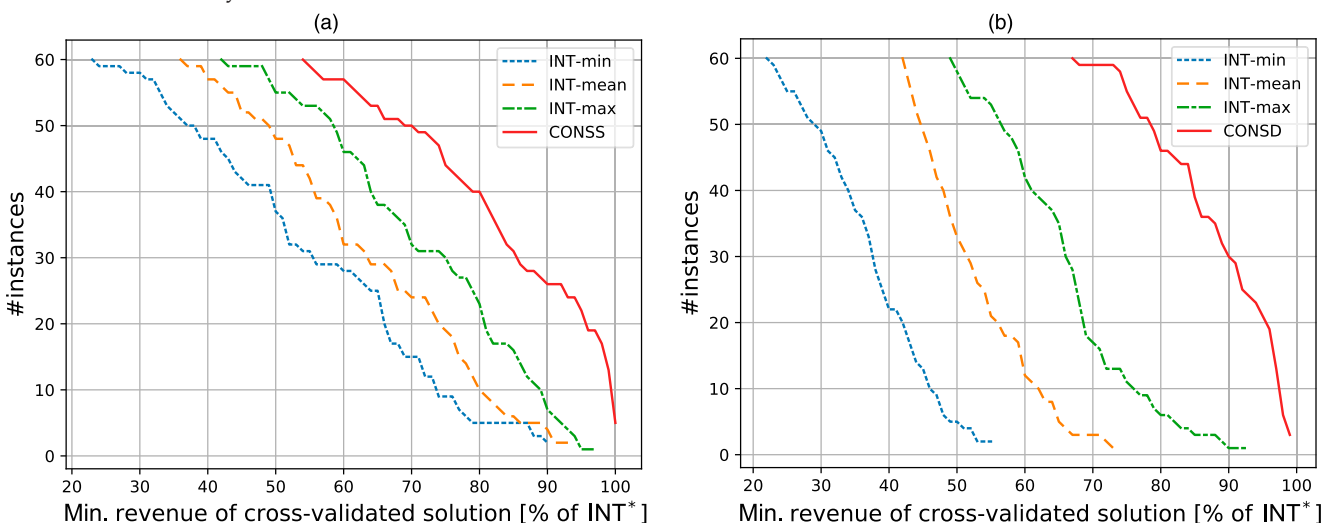 (a)
(b)
INT-min
INT-mean
INT-max
CONSS
60
50
40
30
20
10
0
#instances
20 30 40 50 60 70 80 90 100
Min. revenue of cross-validated solution [% of INT*]
INT-min
INT-mean
INT-max
CONSD
60
50
40
30
20
10
0
#instances
20 30 40 50 60 70 80 90 100
Min. revenue of cross-validated solution [% of INT*]